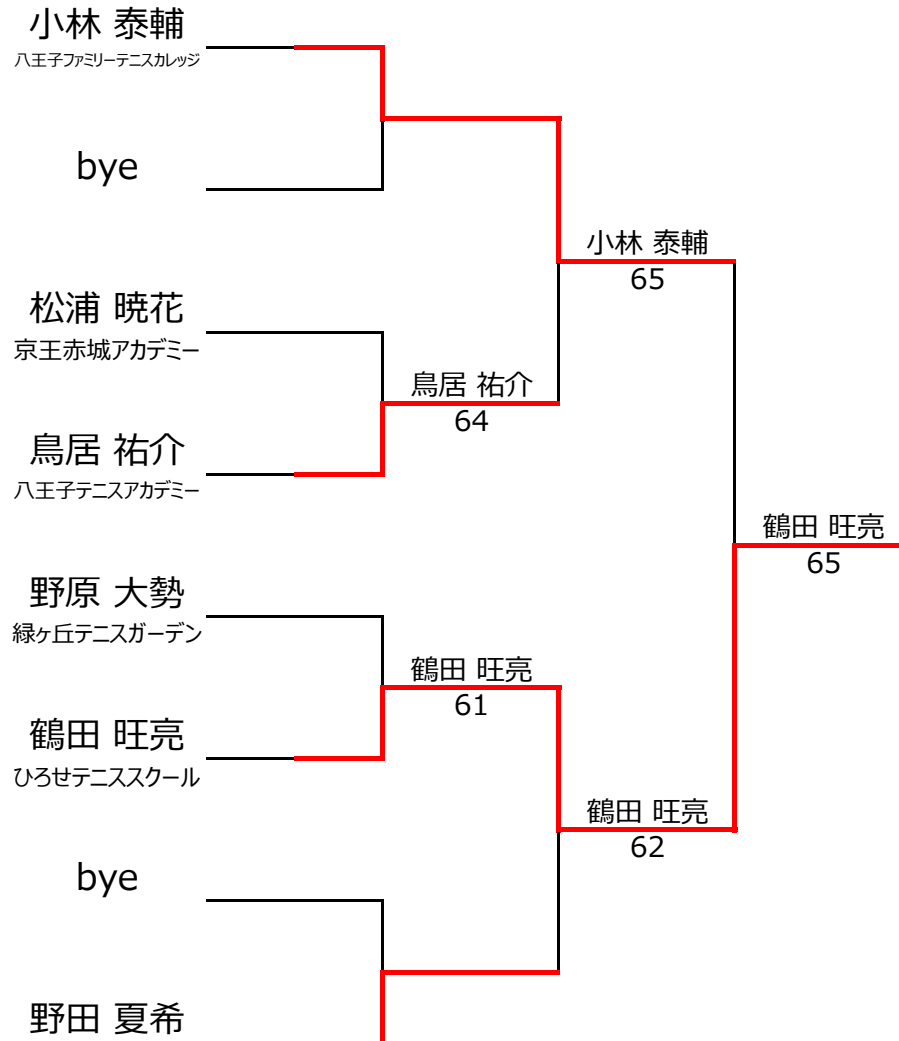 小林 泰輔
八王子ファミリーテニスカレッジ
bye
小林 泰輔
65
松浦 暁花
京王赤城アカデミー
鳥居 祐介
64
鳥居 祐介
八王子テニスアカデミー
鶴田 旺亮
65
野原 大勢
緑ヶ丘テニスガーデン
鶴田 旺亮
61
鶴田 旺亮
ひろせテニススクール
鶴田 旺亮
62
bye
野田 夏希